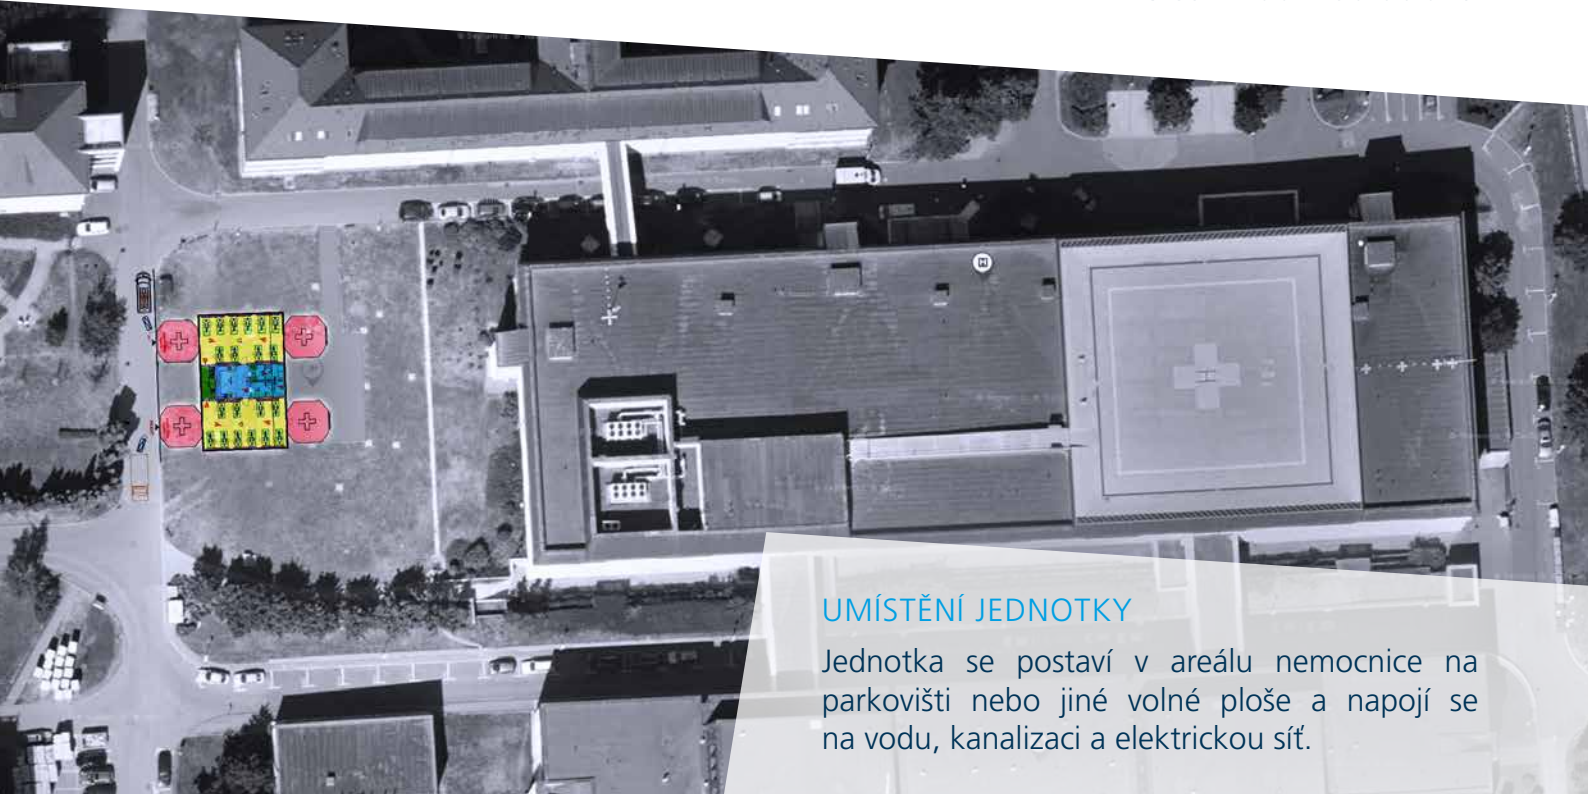 UMÍSTĚNÍ JEDNOTKY
Jednotka se postaví v areálu nemocnice na
parkovišti nebo jiné volné ploše a napojí se
na vodu, kanalizaci a elektrickou síť.